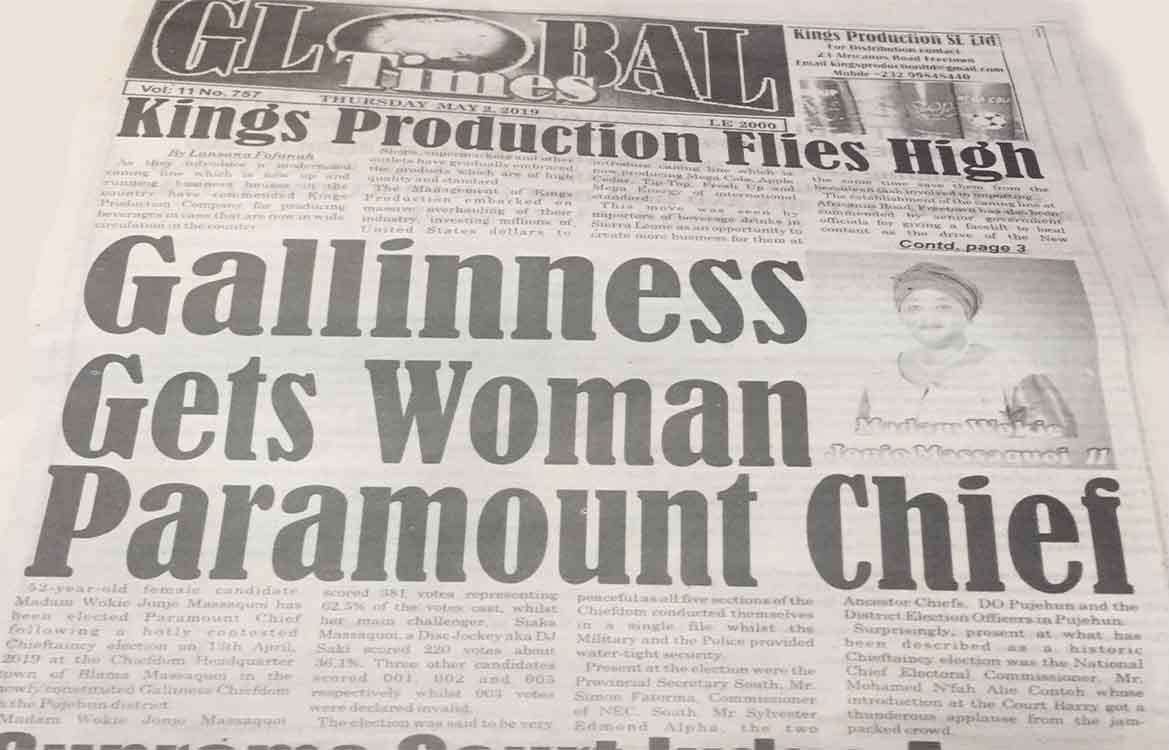 GLOBAL
Times
Vol: 11 No. 757
THURSDAY MAY 2, 2019
LE 2000
Kings Production SL Ltd
For Distribution contact
23 Africanus Road Freetown
Email kingsproductionltd@gmail.com
Mobile +232 99845440
Kings Production Flies High
By Lansana Fofanah
As they introduce a modernized
caning line which is now up and
running, business houses in the
country have commended Kings
Production Company for producing
beverages in cans that are now in wide
circulation in the counter
Shops, supermarkets and other
outlets have gradually embraced
the products which are of high
quality and standard
The Management of Kings
Production embarked on
massive overhauling of their
industry, investing millions of
United States dollars to
introduce caning line which is
now producing Mega Cola, Apple
Cedar, Tip-Top, Fresh Up and
Mega Energy of international
standard.
This move was seen by
importers of beverage drinks in
Sierra Leone as an opportunity to
create more business for them at
the same time save them from the
The establishment of the caning line at
Africanus Road, Freetown has also been
commended by senior government
officials for giving a facelift to local
content as the drive of the New
Contd. page 3
Gallinness
Gets Woman
Paramount Chief
Madam Wokie
Jonjo Massaquoi 11
52-year-old female candidate
Madam Wokie Junje Massaquoi has
been elected Paramount Chief
following a hotly contested
Chieftaincy election on 13th April,
2019 at the Chiefdom Headquarter
town of Blama Massaquoi in the
newly constituted Galliness Chiefdom
the Pujehun district.
Madam Wokie Jonjo Massaquoi
scored 381 votes representing
62.5% of the votes cast, whilst
her main challenger, Siaka
Massaquoi, a Disc-Jockey aka DJ
Saki scored 220 votes about
36.1%. Three other candidates
scored 001, 002 and 005
respectively whilst 003 votes
were declared invalid.
The election was said to be very
peaceful as all five sections of the
Chiefdom conducted themselves
in a single file whilst the
Military and the Police provided
water-tight security.
Present at the election were the
Provincial Secretary South, Mr.
Simon Fatorma, Commissioner
of NEC, South, Mr Sylvester
Edmond Alpha, the two
Ancestor Chiefs, DO Pujehun and the
District Election Officers in Pujehun.
Surprisingly, present at what has
been described as a historic
Chieftaincy election was the National
Chief Electoral Commissioner, Mr.
Mohamed N'fah Alie Conteh whose
introduction at the Court Barry got a
thunderous applause from the jam-
packed crowd.
Supreme Court